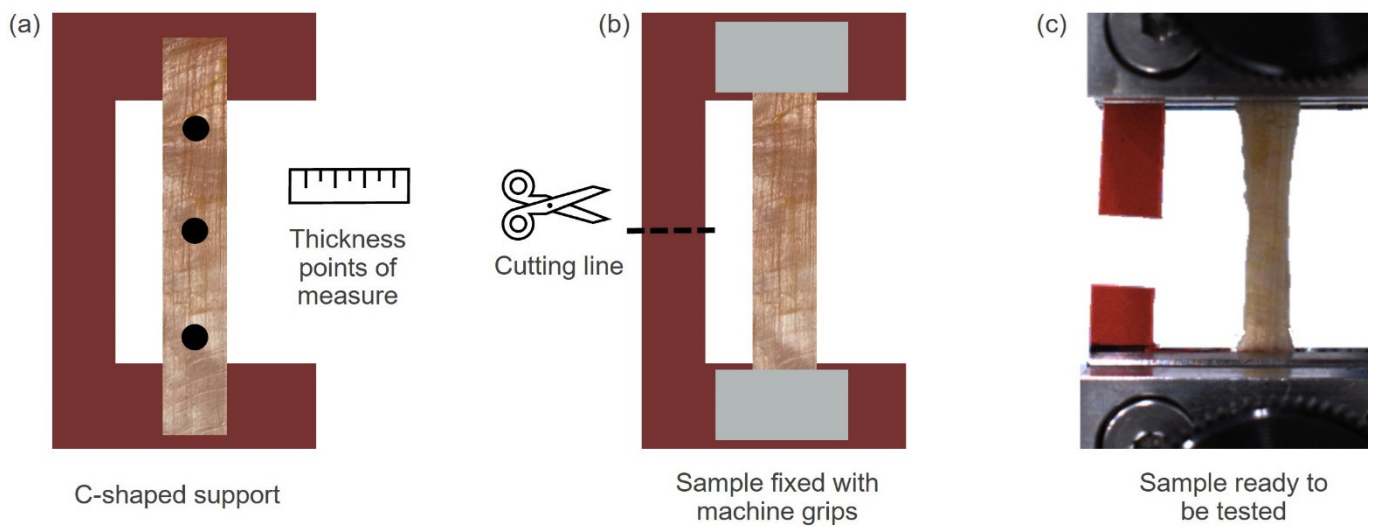 (a)
(b)
(c)
Thickness
points of
measure
Cutting line
C-shaped support
Sample fixed with
machine grips
Sample ready to
be tested